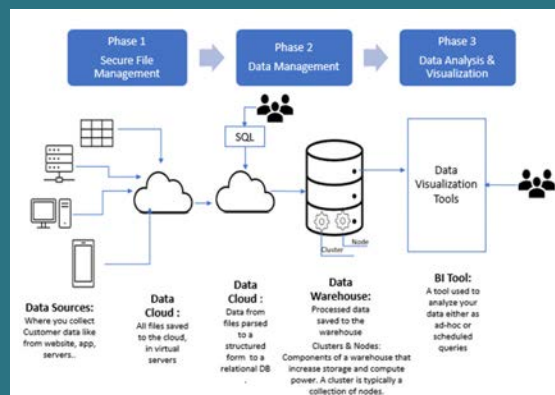 Phase 1
Secure File
Management
Phase 2
Data Management
Phase 3
Data Analysis &
Visualization
SQL
Data
Visualization
Tools
Node
Cluster
Data Sources:
Where you collect
Customer data like
from website, app,
servers..
Data
Cloud :
All files saved
to the cloud,
in virtual
servers
Data
Cloud :
Data from
files parsed
to a
structured
form to a
relational DB
.
Data
Warehouse:
Processed data
saved to the
warehouse
Clusters & Nodes:
Components of a warehouse that
increase storage and compute
power. A cluster is typically a
collection of nodes.
BI Tool:
A tool used to
analyze your
data either as
ad-hoc or
scheduled
queries